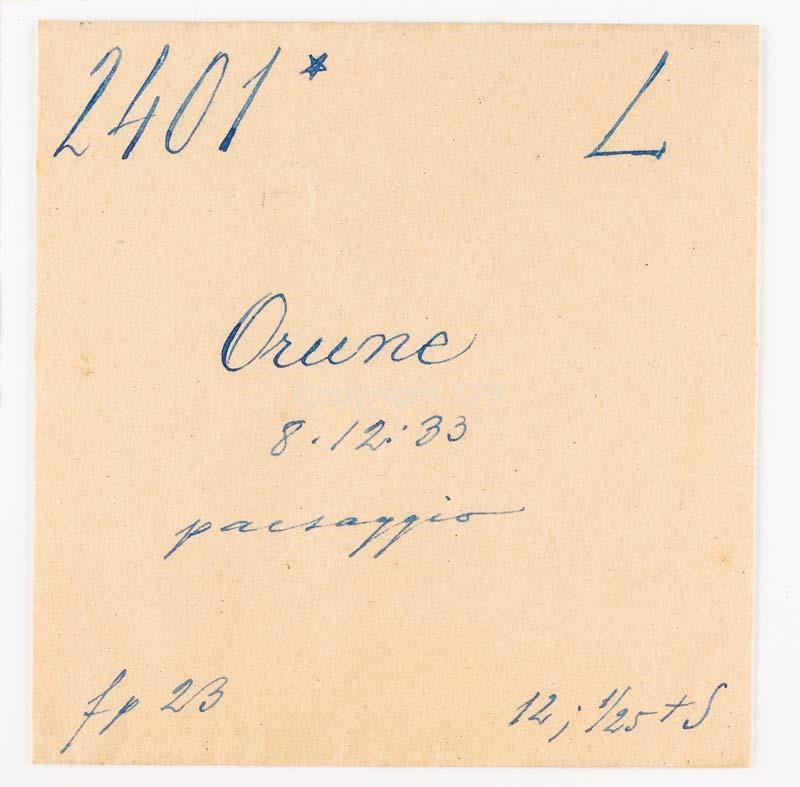 2401* L
Orune
8.12.33
paesaggio
fp 23
12; 1/25 + S